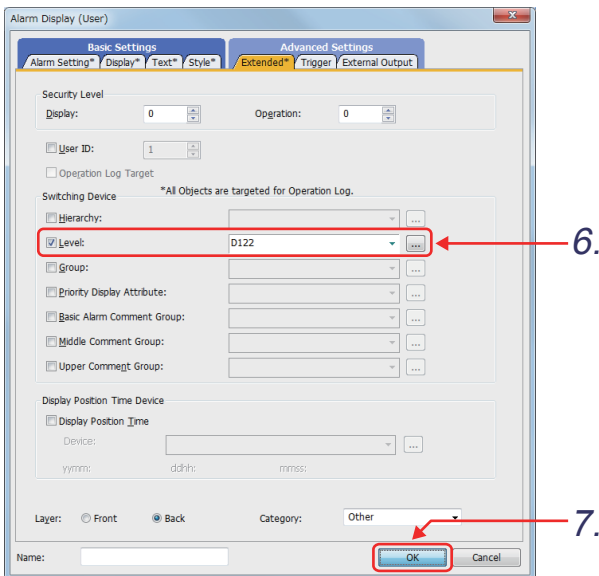 Alarm Display (User)
Basic Settings Advanced Settings
Alarm Setting* Display* Text* Style* Extended* Trigger External Output
Security Level
Display: 0 Operation: 0
User ID: 1
Operation Log Target
*All Objects are targeted for Operation Log.
Switching Device
Hierarchy: ...
Level: D122 ... 6.
Group: ...
Priority Display Attribute: ...
Basic Alarm Comment Group: ...
Middle Comment Group: ...
Upper Comment Group: ...
Display Position Time Device
Display Position Time
Device: ...
yymm: ddhh: mmss:
Layer: Front Back Category: Other
7.
Name: OK Cancel